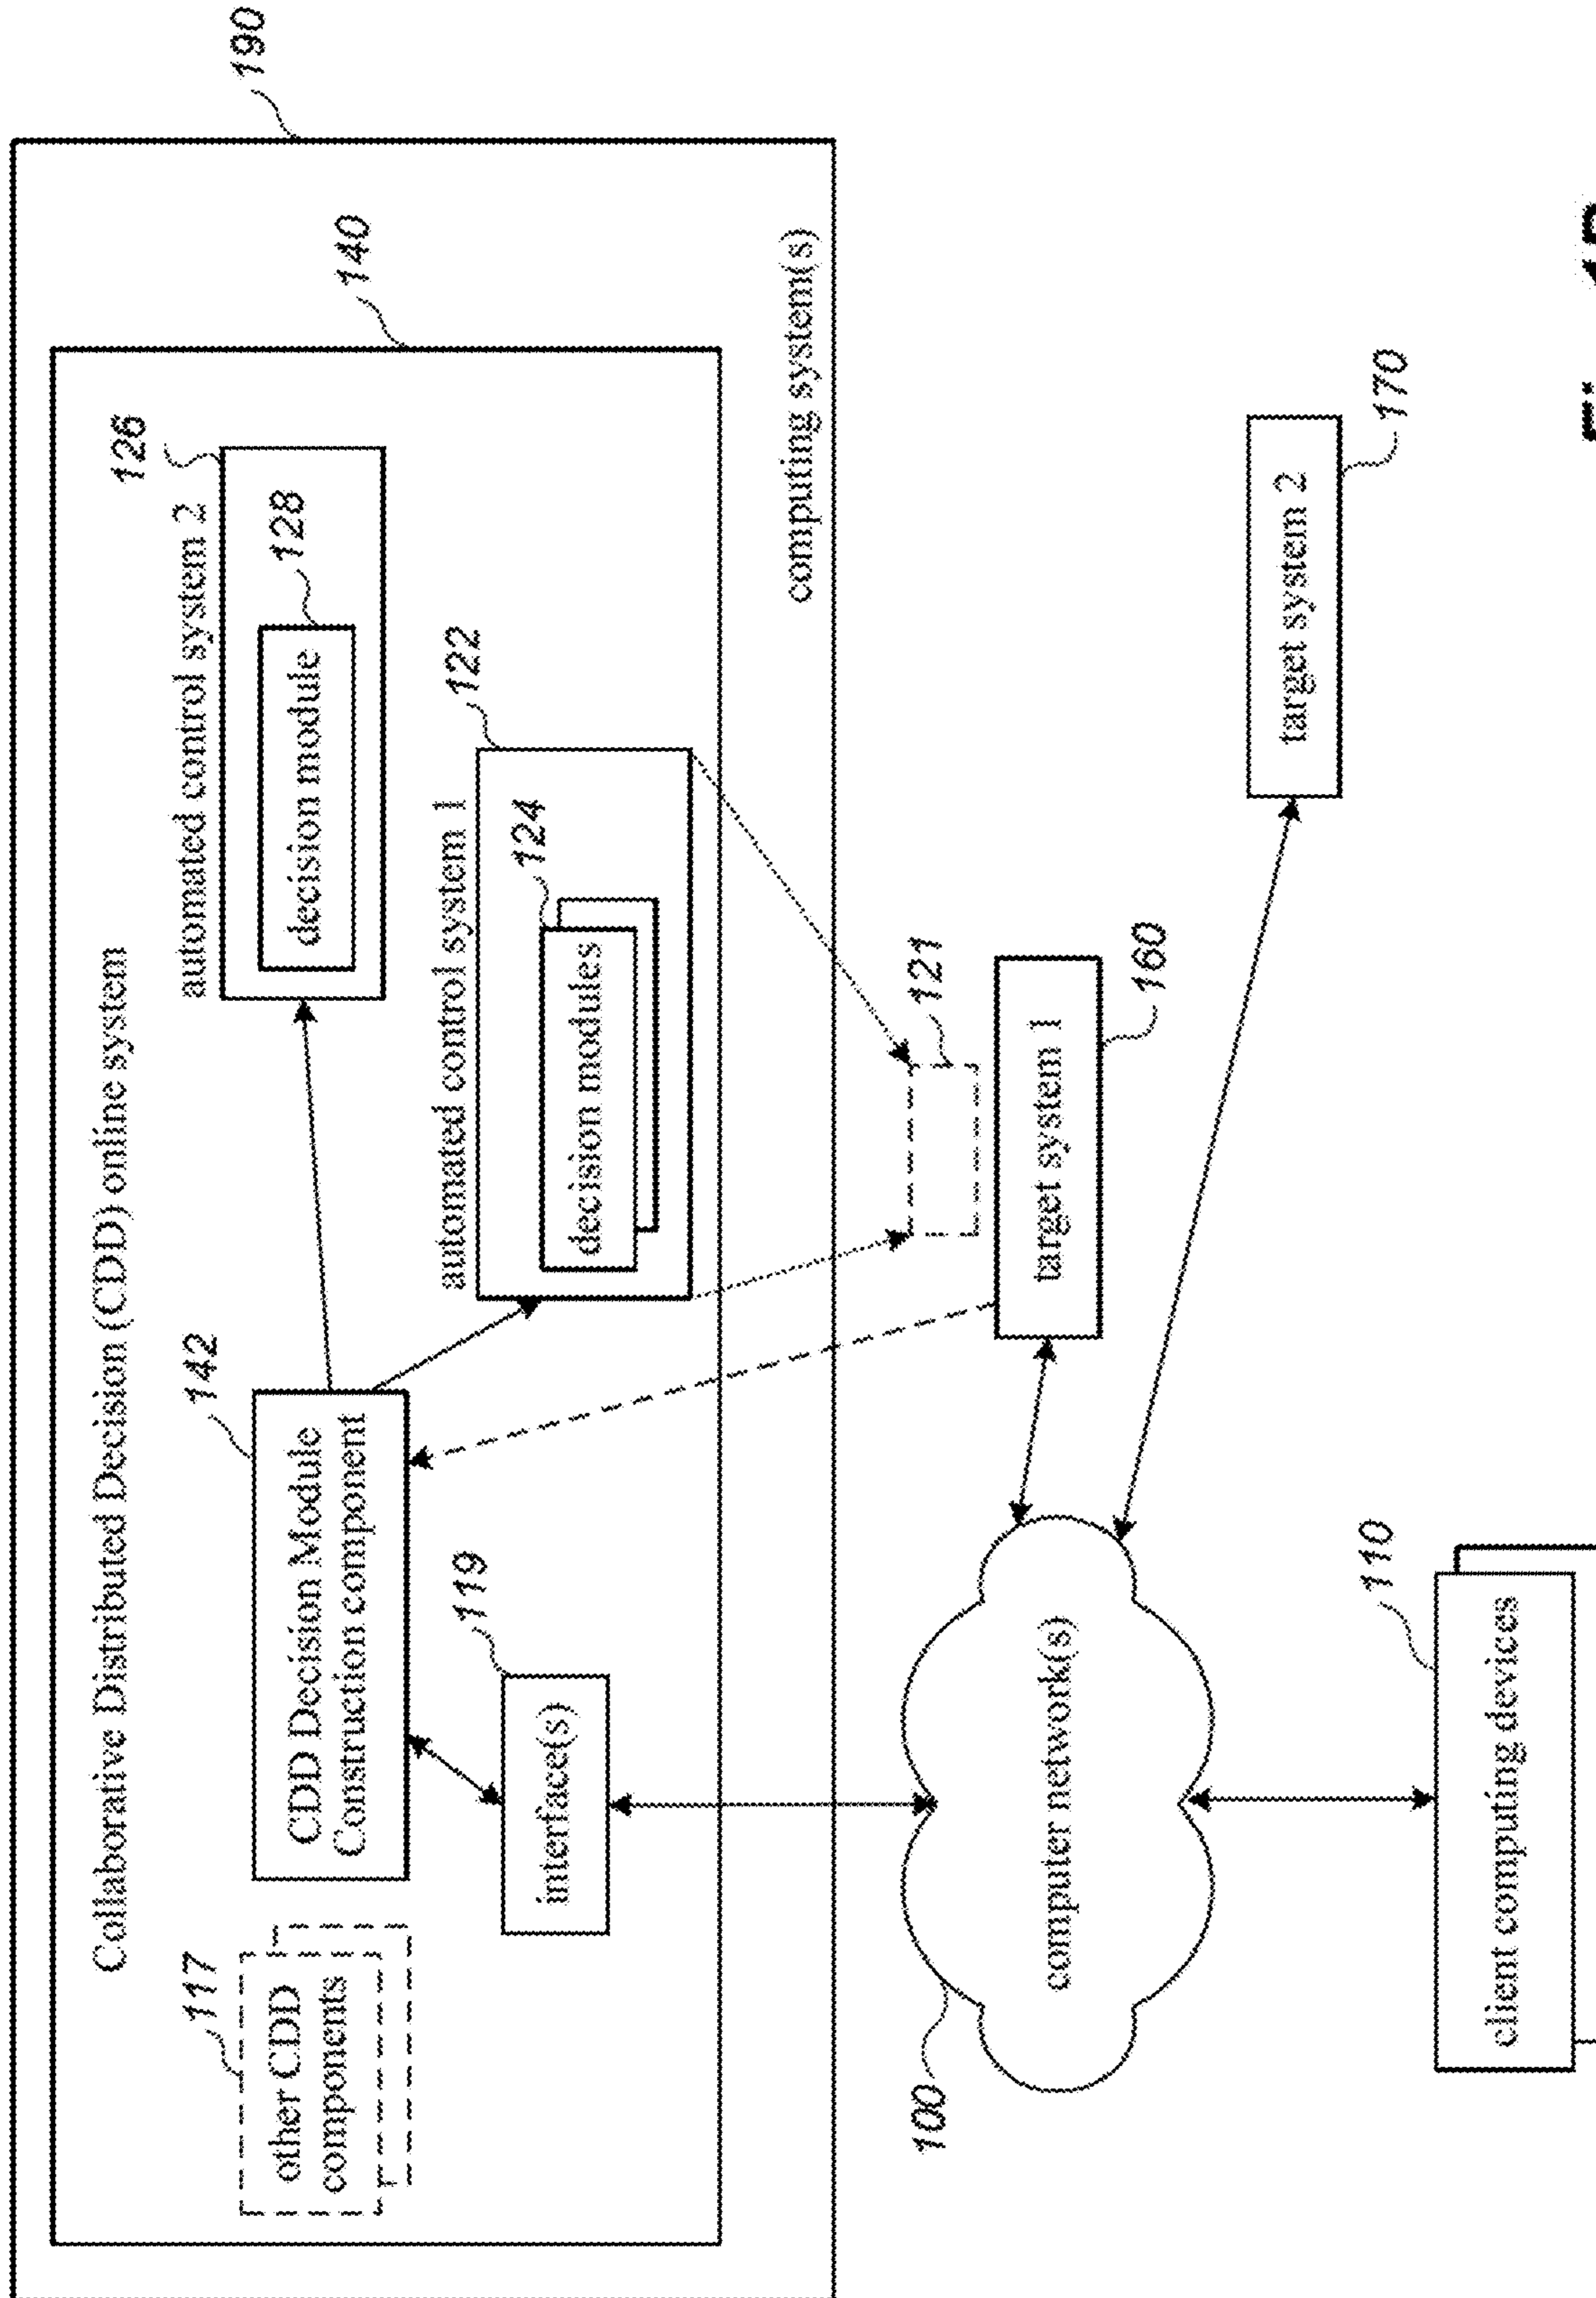 190
Collaborative Distributed Decision (CDD) online system
140
117
other CDD
components
142
CDD Decision Module
Construction component
automated control system 2
126
decision module
128
119
interface(s)
automated control system 1
122
decision modules
124
computing system(s)
100
computer network(s)
121
target system 1
160
target system 2
170
110
client computing devices